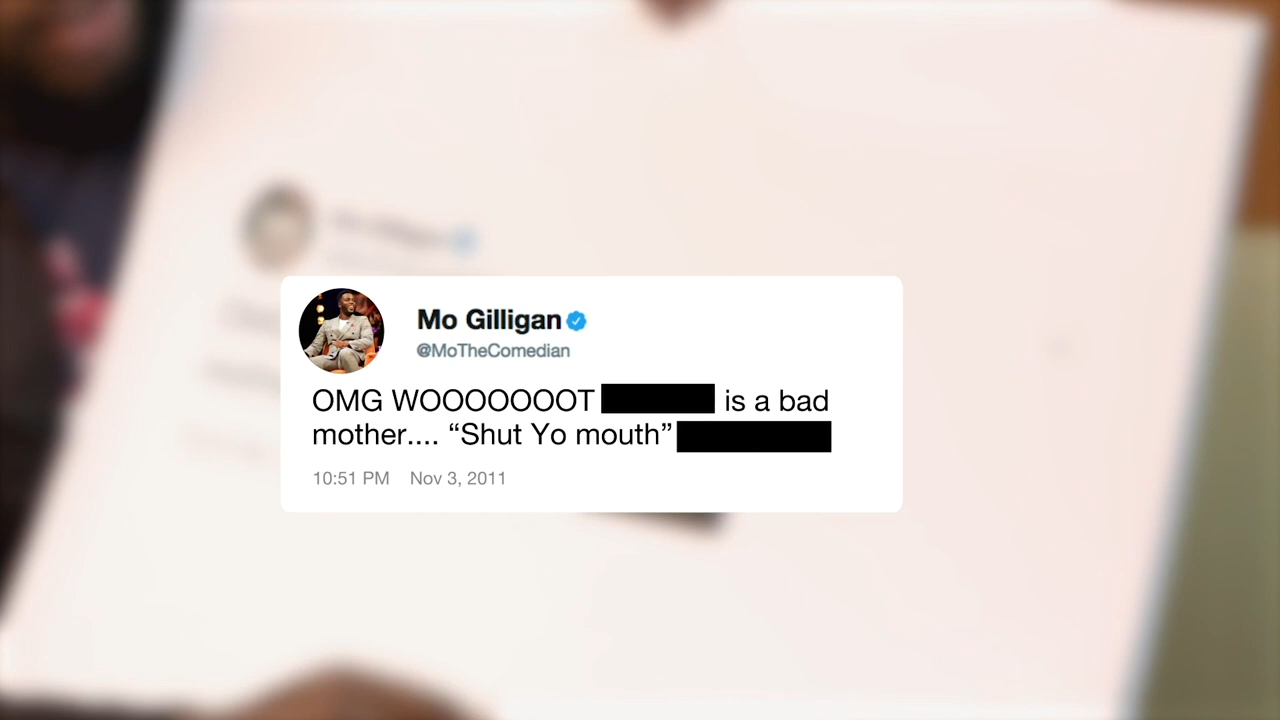 Mo Gilligan
@MoTheComedian
OMG WOOOOOOOT is a bad
mother.... “Shut Yo mouth”
10:51 PM Nov 3, 2011